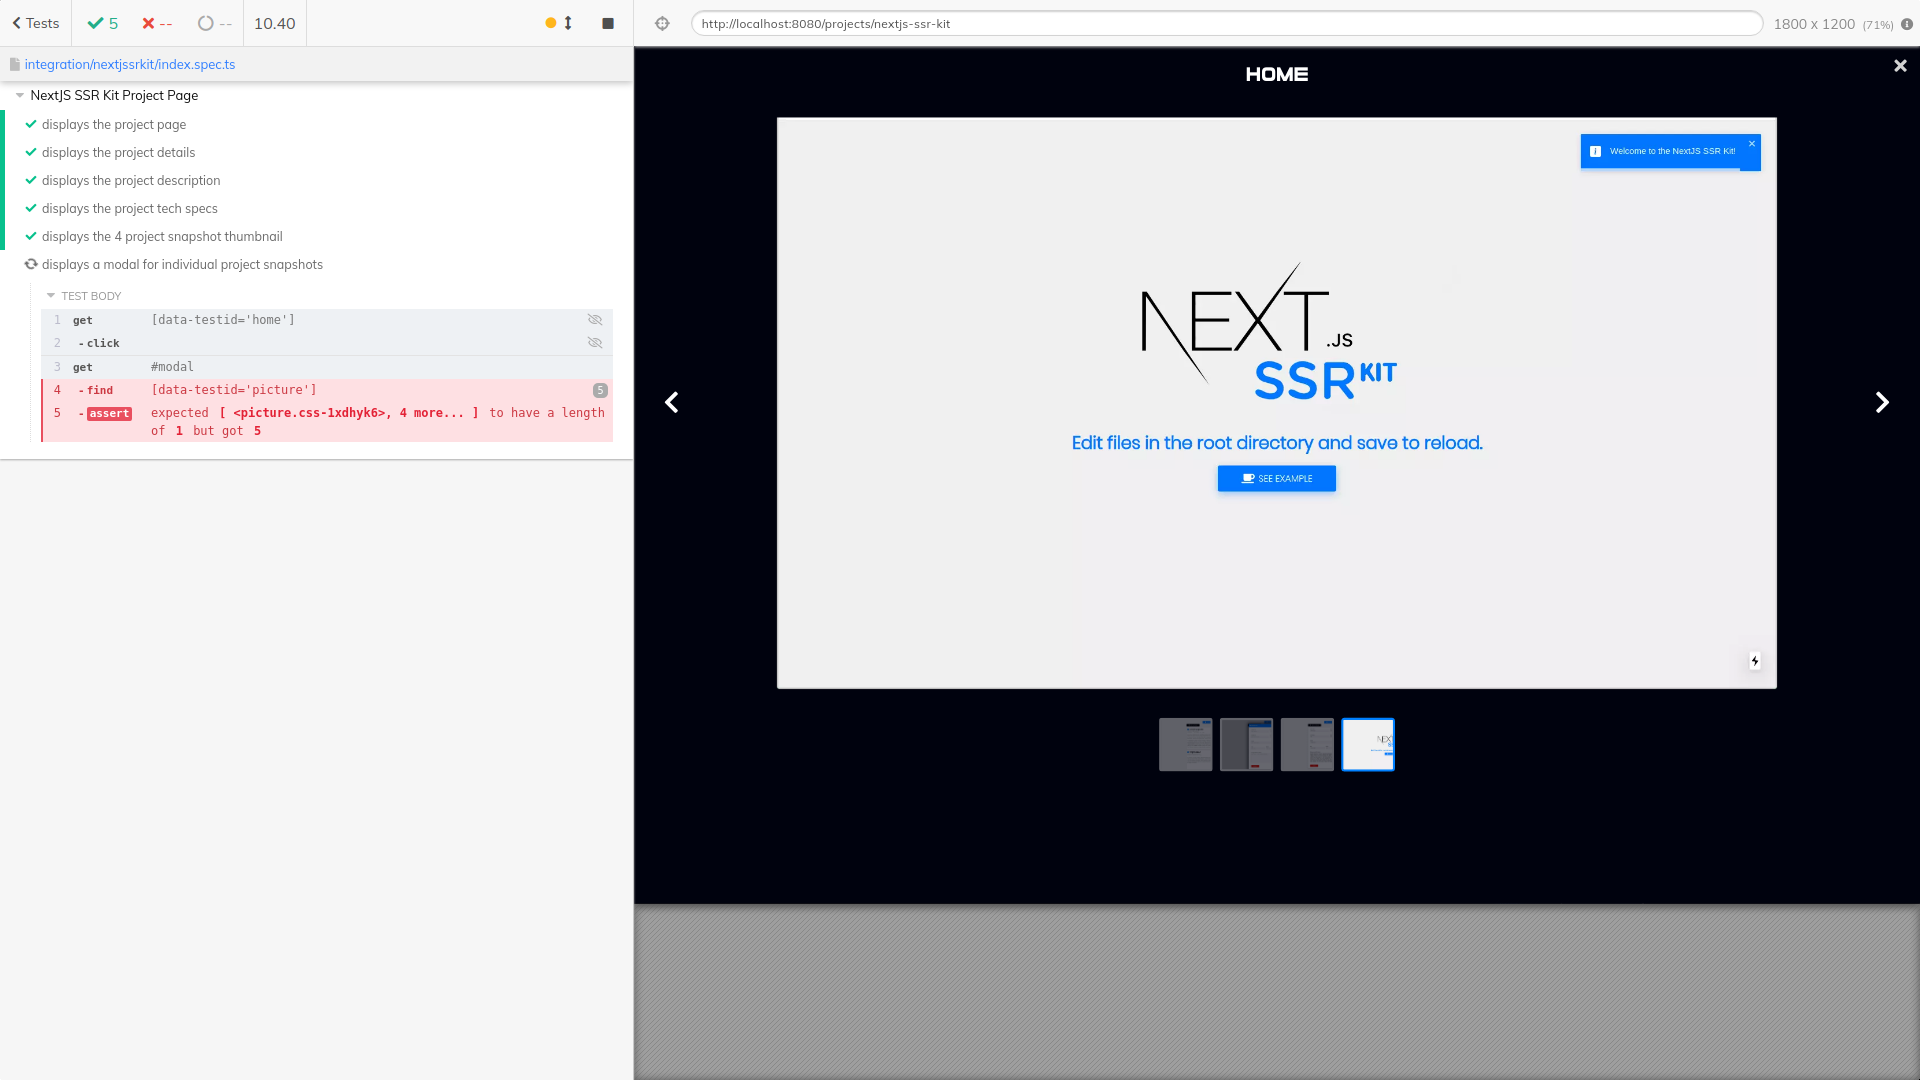 Tests
5
--
--
10.40
integration/nextjssrkit/index.spec.ts
NextJS SSR Kit Project Page
displays the project page
displays the project details
displays the project description
displays the project tech specs
displays the 4 project snapshot thumbnail
displays a modal for individual project snapshots
TEST BODY
1 get [data-testid='home']
2 - click
3 get #modal
4 - find [data-testid='picture'] 5
5 - assert expected [ <picture.css-1xdhyk6>, 4 more... ] to have a length
of 1 but got 5
http://localhost:8080/projects/nextjs-ssr-kit
1800 x 1200 (71%)
HOME
Welcome to the NextJS SSR Kit!
NEXT.JS
SSR KIT
Edit files in the root directory and save to reload.
SEE EXAMPLE